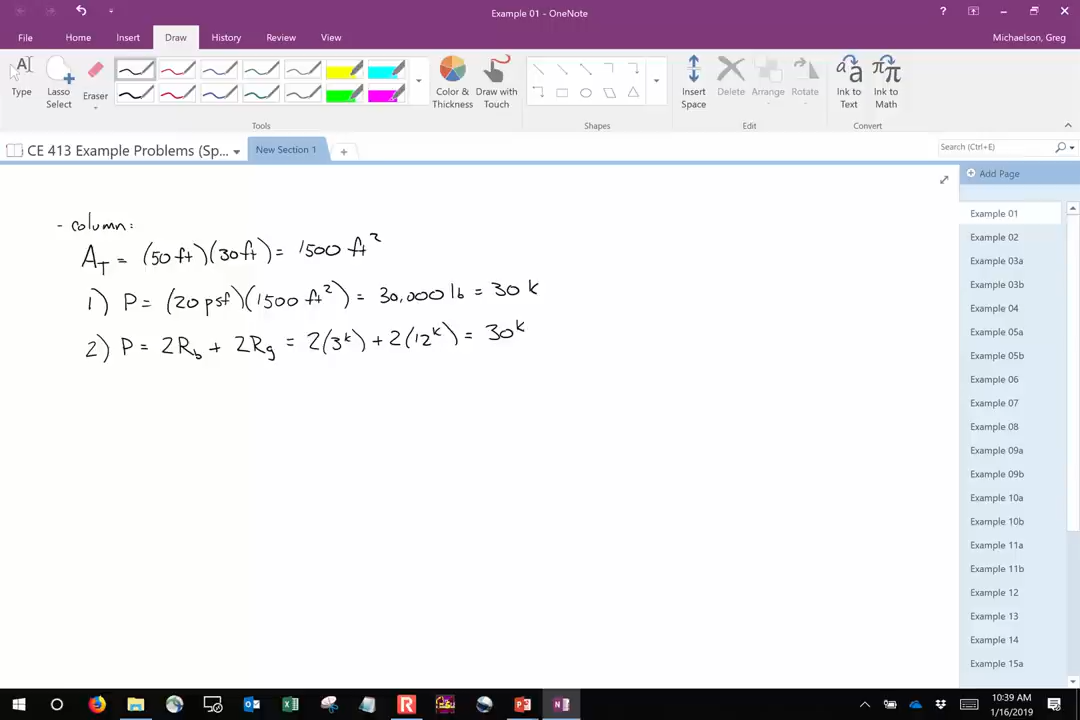 Example 01 - OneNote
?
File Home Insert Draw History Review View Michaelson, Greg
Type
Lasso Select
Eraser
Color & Thickness
Draw with Touch
Insert Space
Delete
Arrange
Rotate
Ink to Text
Ink to Math
Tools Shapes Edit Convert
CE 413 Example Problems (Sp... New Section 1 +
Search (Ctrl+E)
Add Page
Example 01
Example 02
Example 03a
Example 03b
Example 04
Example 05a
Example 05b
Example 06
Example 07
Example 08
Example 09a
Example 09b
Example 10a
Example 10b
Example 11a
Example 11b
Example 12
Example 13
Example 14
Example 15a
- column:
A_T = (50 ft)(30 ft) = 1500 ft²
1) P = (20 psf)(1500 ft²) = 30,000 lb = 30 k
2) P = 2R_b + 2R_g = 2(3ᵏ) + 2(12ᵏ) = 30ᵏ
10:39 AM
1/16/2019